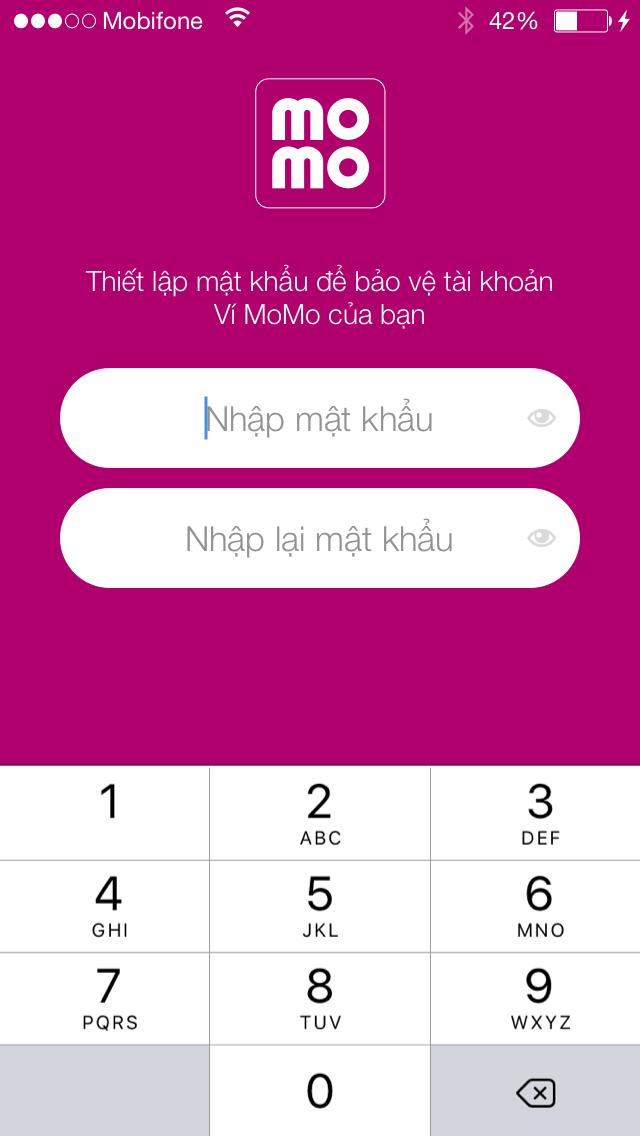 Mobifone 42%
mo
mo
Thiết lập mật khẩu để bảo vệ tài khoản
Ví MoMo của bạn
Nhập mật khẩu
Nhập lại mật khẩu
1 2 3
ABC DEF
4 5 6
GHI JKL MNO
7 8 9
PQRS TUV WXYZ
0